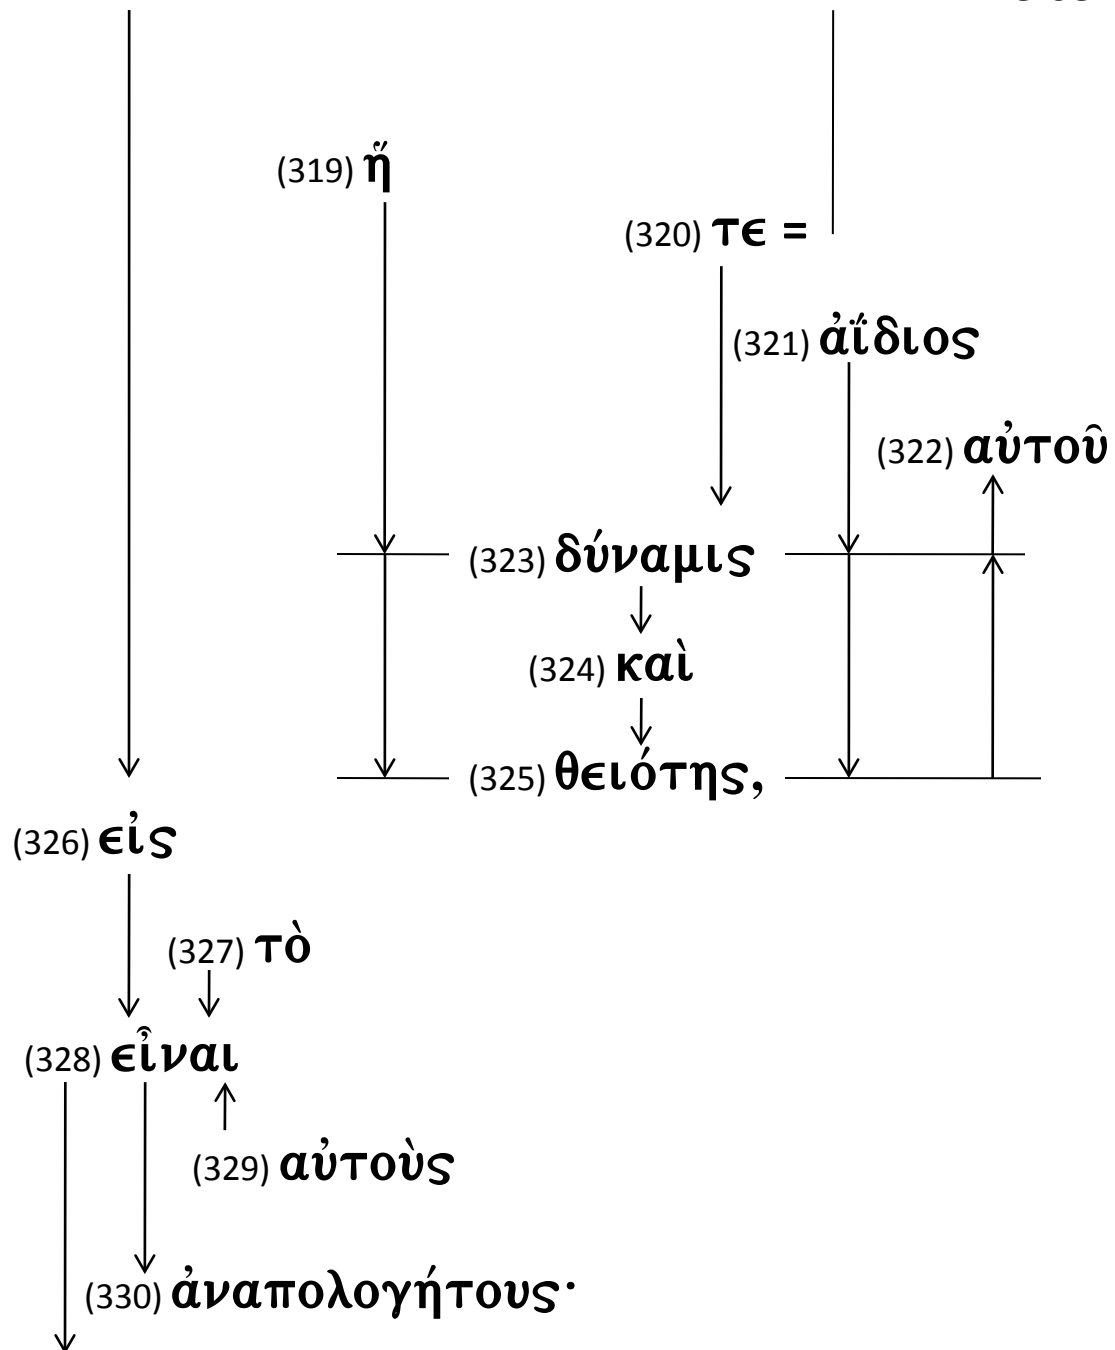 (319) ἥ
(320) τε =
(321) ἀΐδιος
(322) αὐτοῦ
(323) δύναμις
(324) καὶ
(325) θειότης,
(326) εἰς
(327) τὸ
(328) εἶναι
(329) αὐτοὺς
(330) ἀναπολογήτους·